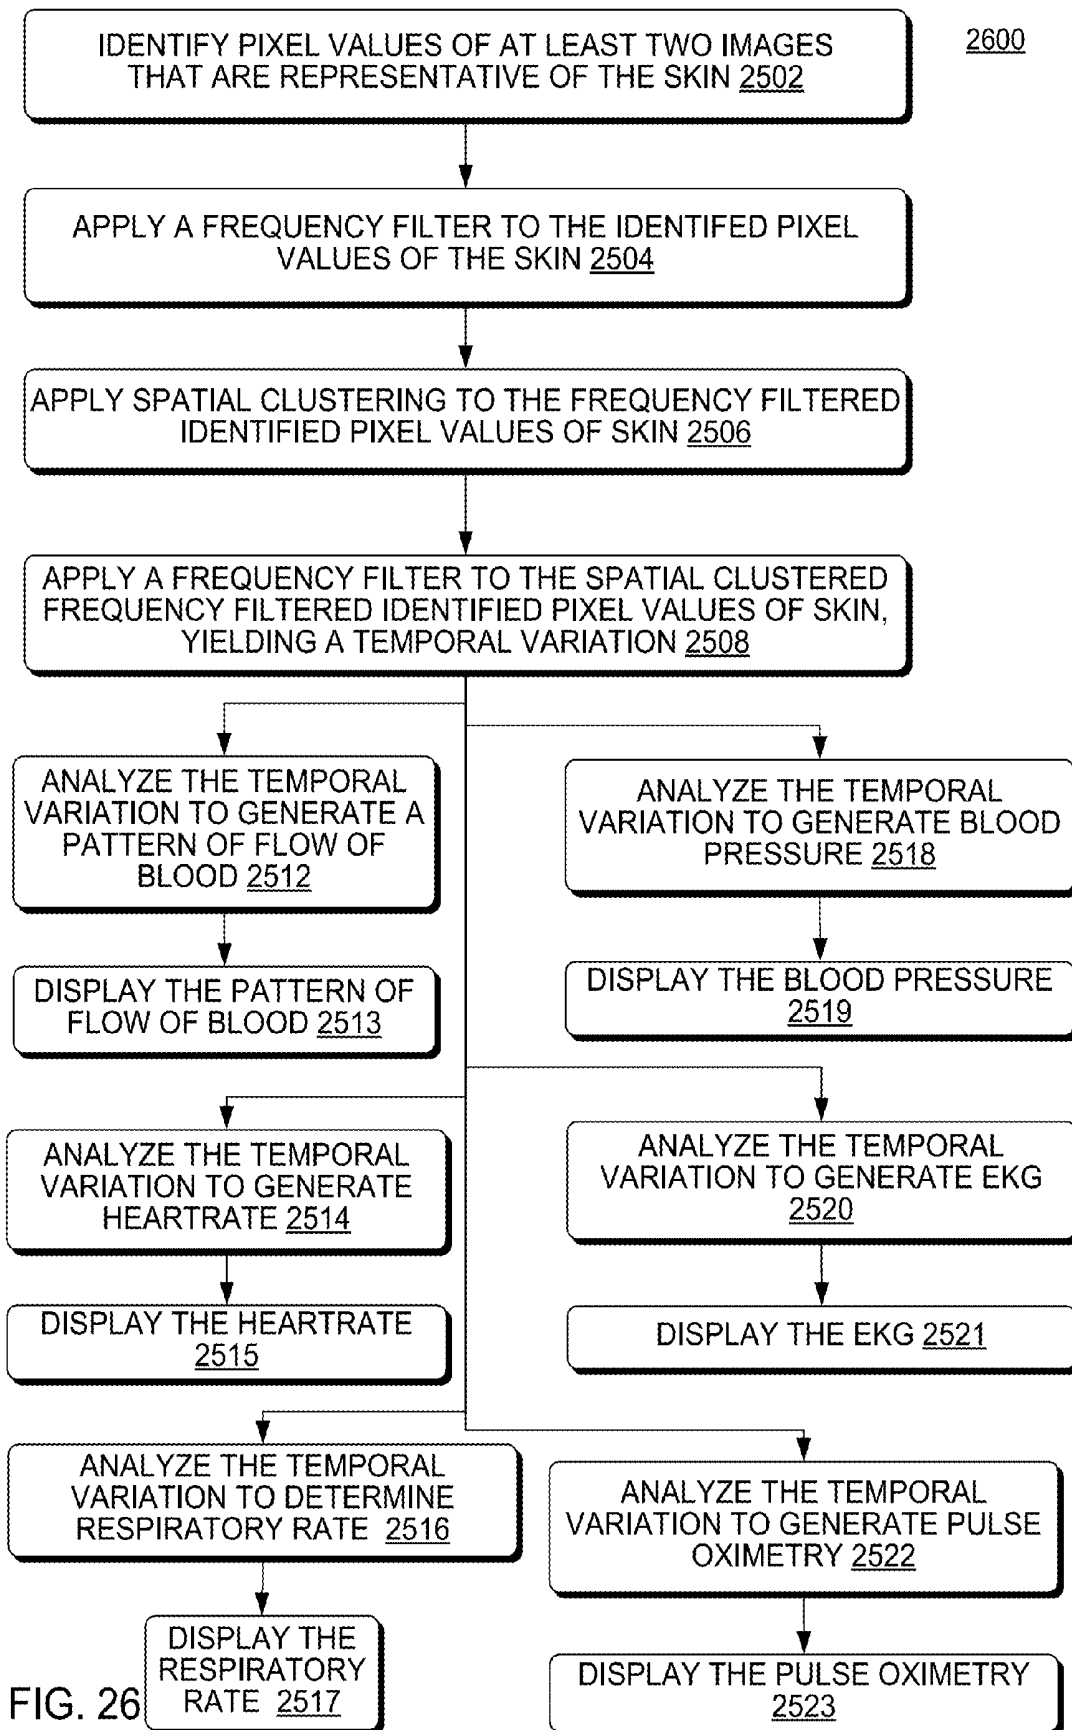 2600
IDENTIFY PIXEL VALUES OF AT LEAST TWO IMAGES
THAT ARE REPRESENTATIVE OF THE SKIN 2502
APPLY A FREQUENCY FILTER TO THE IDENTIFED PIXEL
VALUES OF THE SKIN 2504
APPLY SPATIAL CLUSTERING TO THE FREQUENCY FILTERED
IDENTIFIED PIXEL VALUES OF SKIN 2506
APPLY A FREQUENCY FILTER TO THE SPATIAL CLUSTERED
FREQUENCY FILTERED IDENTIFIED PIXEL VALUES OF SKIN,
YIELDING A TEMPORAL VARIATION 2508
ANALYZE THE TEMPORAL
VARIATION TO GENERATE A
PATTERN OF FLOW OF
BLOOD 2512
DISPLAY THE PATTERN OF
FLOW OF BLOOD 2513
ANALYZE THE TEMPORAL
VARIATION TO GENERATE BLOOD
PRESSURE 2518
DISPLAY THE BLOOD PRESSURE
2519
ANALYZE THE TEMPORAL
VARIATION TO GENERATE
HEARTRATE 2514
DISPLAY THE HEARTRATE
2515
ANALYZE THE TEMPORAL
VARIATION TO GENERATE EKG
2520
DISPLAY THE EKG 2521
ANALYZE THE TEMPORAL
VARIATION TO DETERMINE
RESPIRATORY RATE 2516
DISPLAY THE
RESPIRATORY
RATE 2517
ANALYZE THE TEMPORAL
VARIATION TO GENERATE PULSE
OXIMETRY 2522
DISPLAY THE PULSE OXIMETRY
2523
FIG. 26